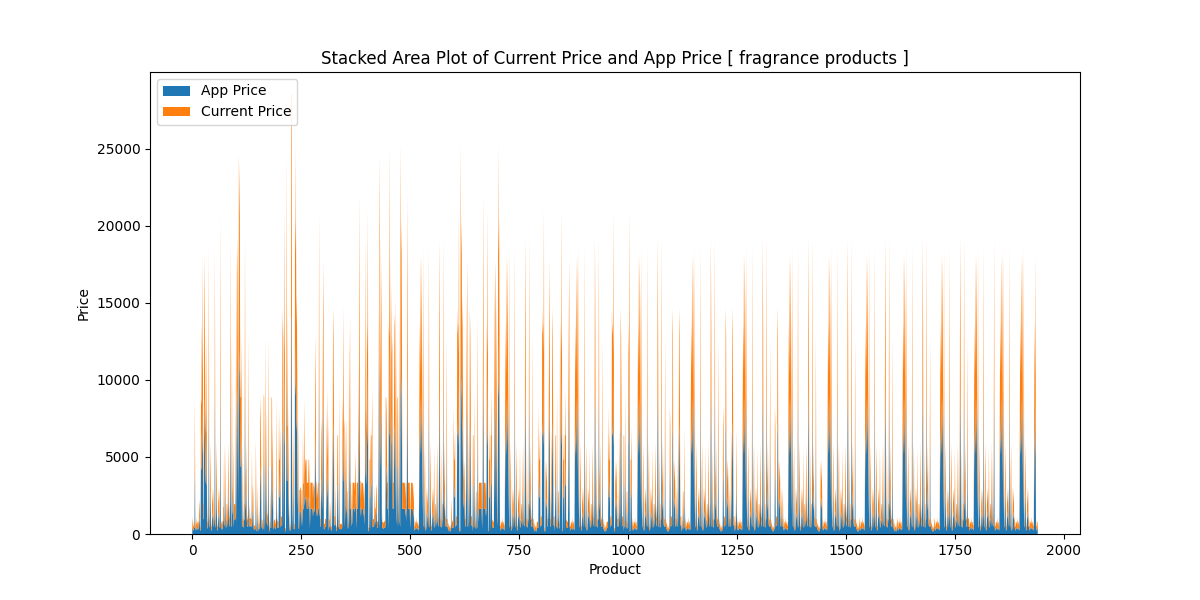 Stacked Area Plot of Current Price and App Price [ fragrance products ]
App Price
Current Price
25000
20000
15000
10000
5000
0
Price
0 250 500 750 1000 1250 1500 1750 2000
Product